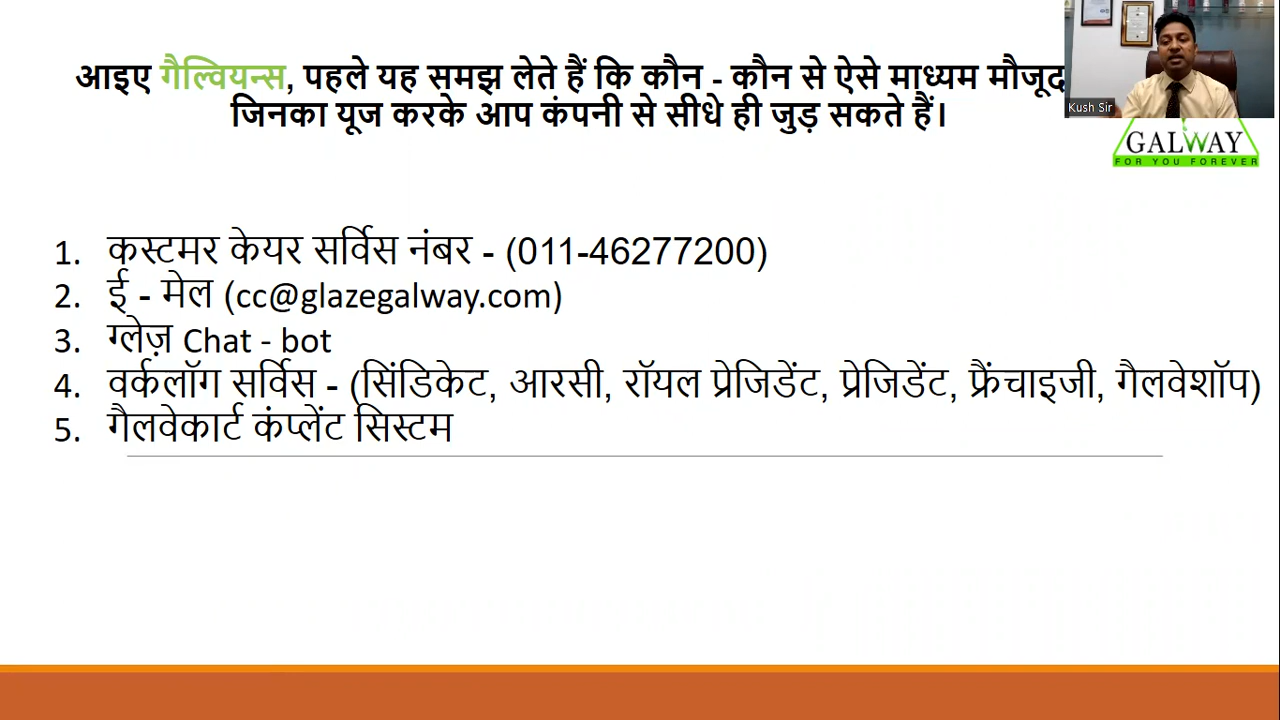 आइए गैल्वियन्स, पहले यह समझ लेते हैं कि कौन - कौन से ऐसे माध्यम मौजूद
जिनका यूज करके आप कंपनी से सीधे ही जुड़ सकते हैं।
Kush Sir
GALWAY
FOR YOU FOREVER
1. कस्टमर केयर सर्विस नंबर - (011-46277200)
2. ई - मेल (cc@glazegalway.com)
3. ग्लेज़ Chat - bot
4. वर्कलॉग सर्विस - (सिंडिकेट, आरसी, रॉयल प्रेजिडेंट, प्रेजिडेंट, फ्रैंचाइजी, गैलवेशॉप)
5. गैलवेकार्ट कंप्लेंट सिस्टम